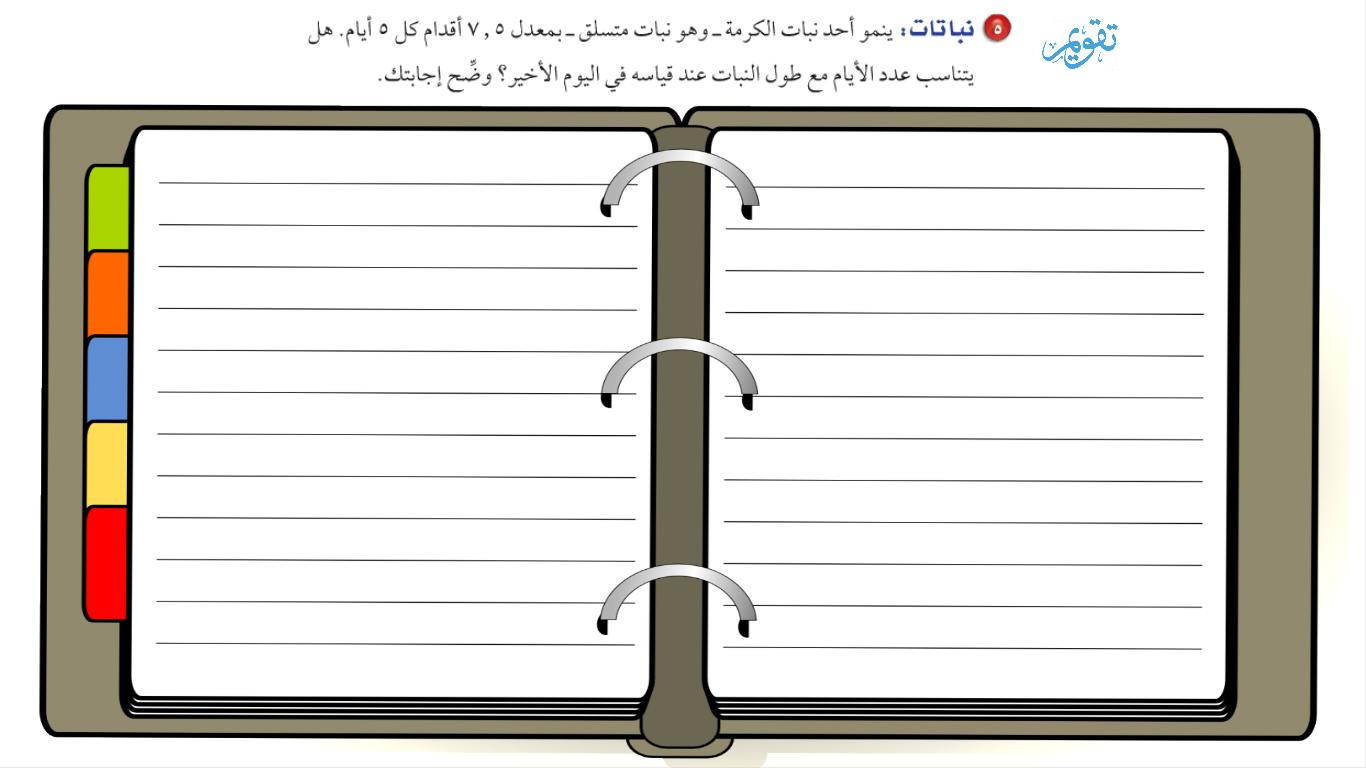 تقويم
٥ نباتات: ينمو أحد نبات الكرمة ـ وهو نبات متسلق ـ بمعدل ٧,٥ أقدام كل ٥ أيام. هل
يتناسب عدد الأيام مع طول النبات عند قياسه في اليوم الأخير؟ وضِّح إجابتك.